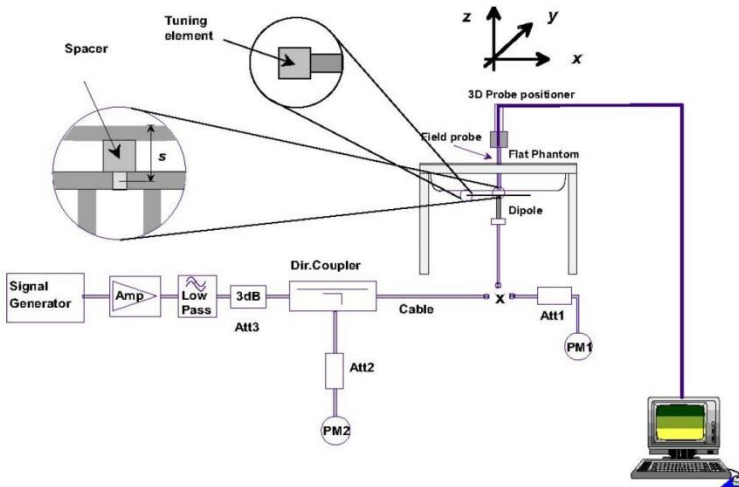 Tuning
element
Spacer
s
z
y
x
3D Probe positioner
Field probe
Flat Phantom
Dipole
Signal
Generator
Amp
Low
Pass
3dB
Att3
Dir.Coupler
Cable
x
Att1
PM1
Att2
PM2